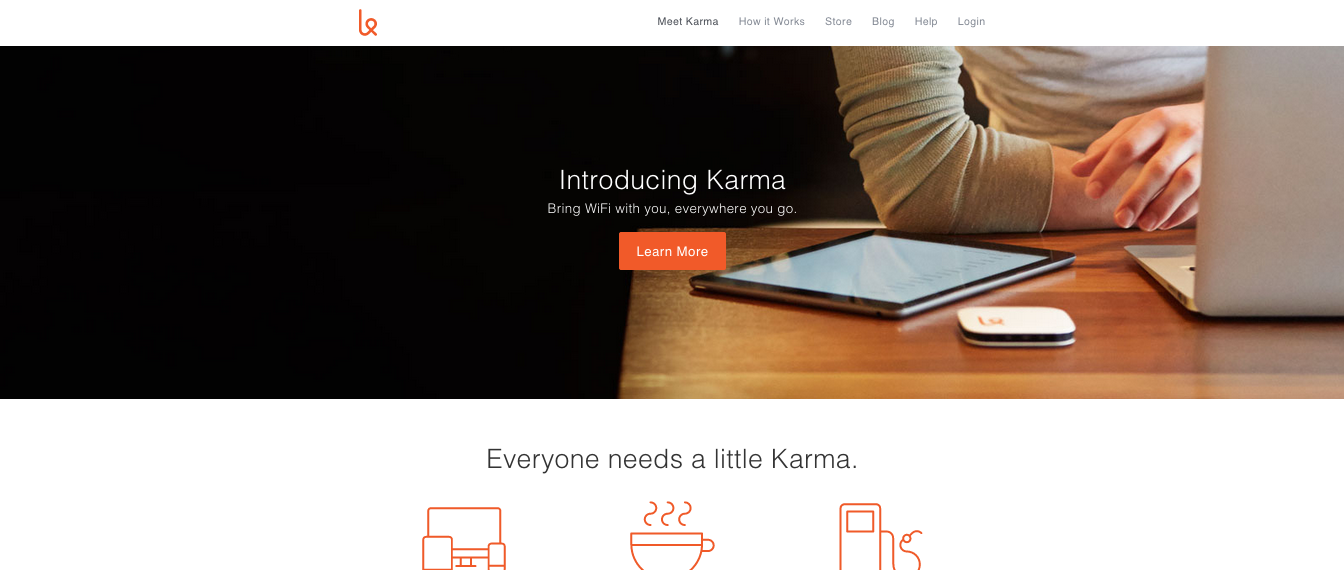 Meet Karma How it Works Store Blog Help Login
Introducing Karma
Bring WiFi with you, everywhere you go.
Learn More
Everyone needs a little Karma.